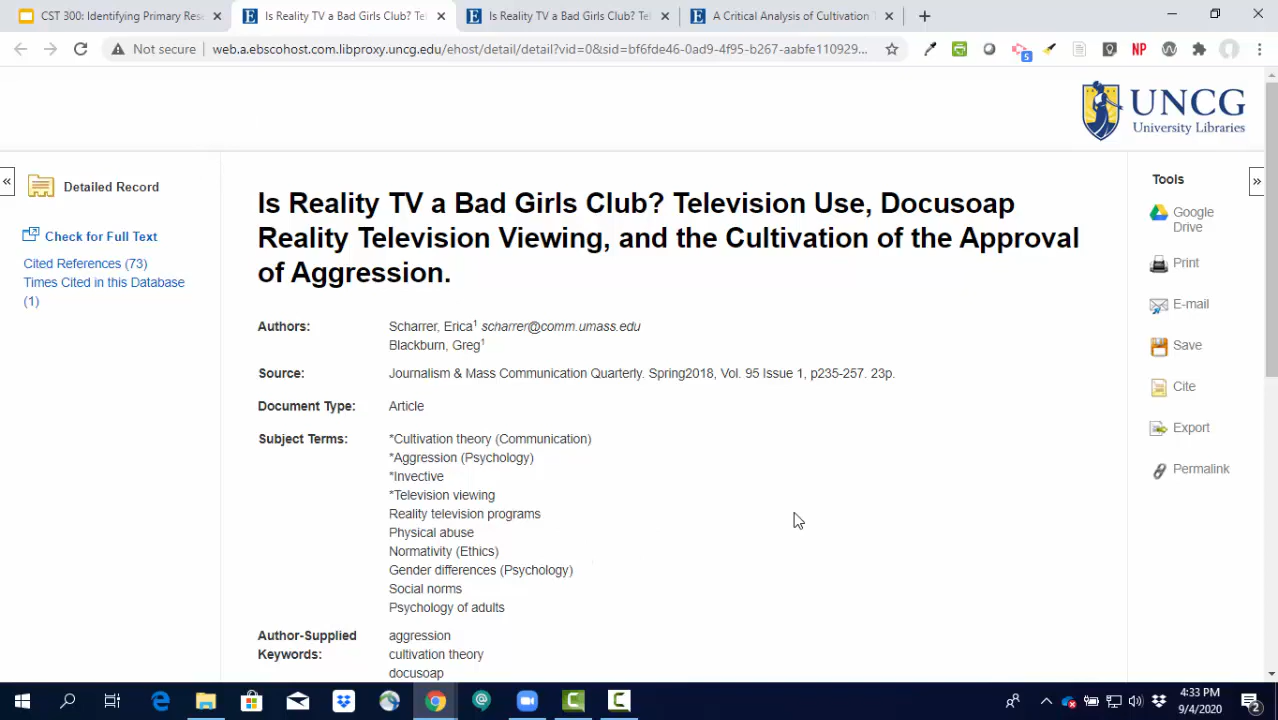 CST 300: Identifying Primary Res
Is Reality TV a Bad Girls Club? Tel
Is Reality TV a Bad Girls Club? Tel
A Critical Analysis of Cultivation T
Not secure
web.a.ebscohost.com.libproxy.uncg.edu/ehost/detail/detail?vid=0&sid=bf6fde46-0ad9-4f95-b267-aabfe110929...
5
NP
UNCG
University Libraries
Detailed Record
Check for Full Text
Cited References (73)
Times Cited in this Database
(1)
Is Reality TV a Bad Girls Club? Television Use, Docusoap
Reality Television Viewing, and the Cultivation of the Approval
of Aggression.
Authors:
Scharrer, Erica¹ scharrer@comm.umass.edu
Blackburn, Greg¹
Source:
Journalism & Mass Communication Quarterly. Spring2018, Vol. 95 Issue 1, p235-257. 23p.
Document Type:
Article
Subject Terms:
*Cultivation theory (Communication)
*Aggression (Psychology)
*Invective
*Television viewing
Reality television programs
Physical abuse
Normativity (Ethics)
Gender differences (Psychology)
Social norms
Psychology of adults
Author-Supplied
Keywords:
aggression
cultivation theory
docusoap
Tools
Google
Drive
Print
E-mail
Save
Cite
Export
Permalink
4:33 PM
9/4/2020
2